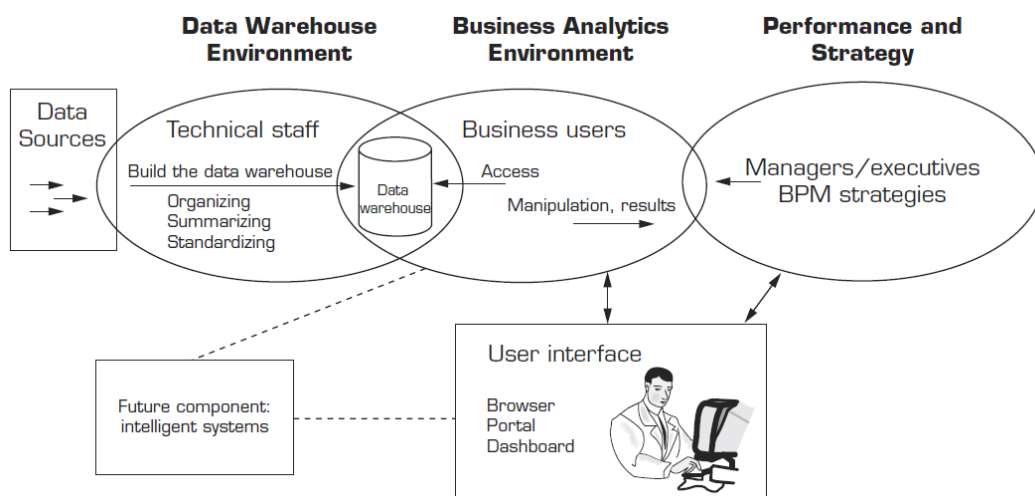 Data Warehouse
Environment
Business Analytics
Environment
Performance and
Strategy
Data
Sources
Technical staff
Build the data warehouse
Organizing
Summarizing
Standardizing
Data
warehouse
Business users
Access
Manipulation, results
Managers/executives
BPM strategies
Future component:
intelligent systems
User interface
Browser
Portal
Dashboard